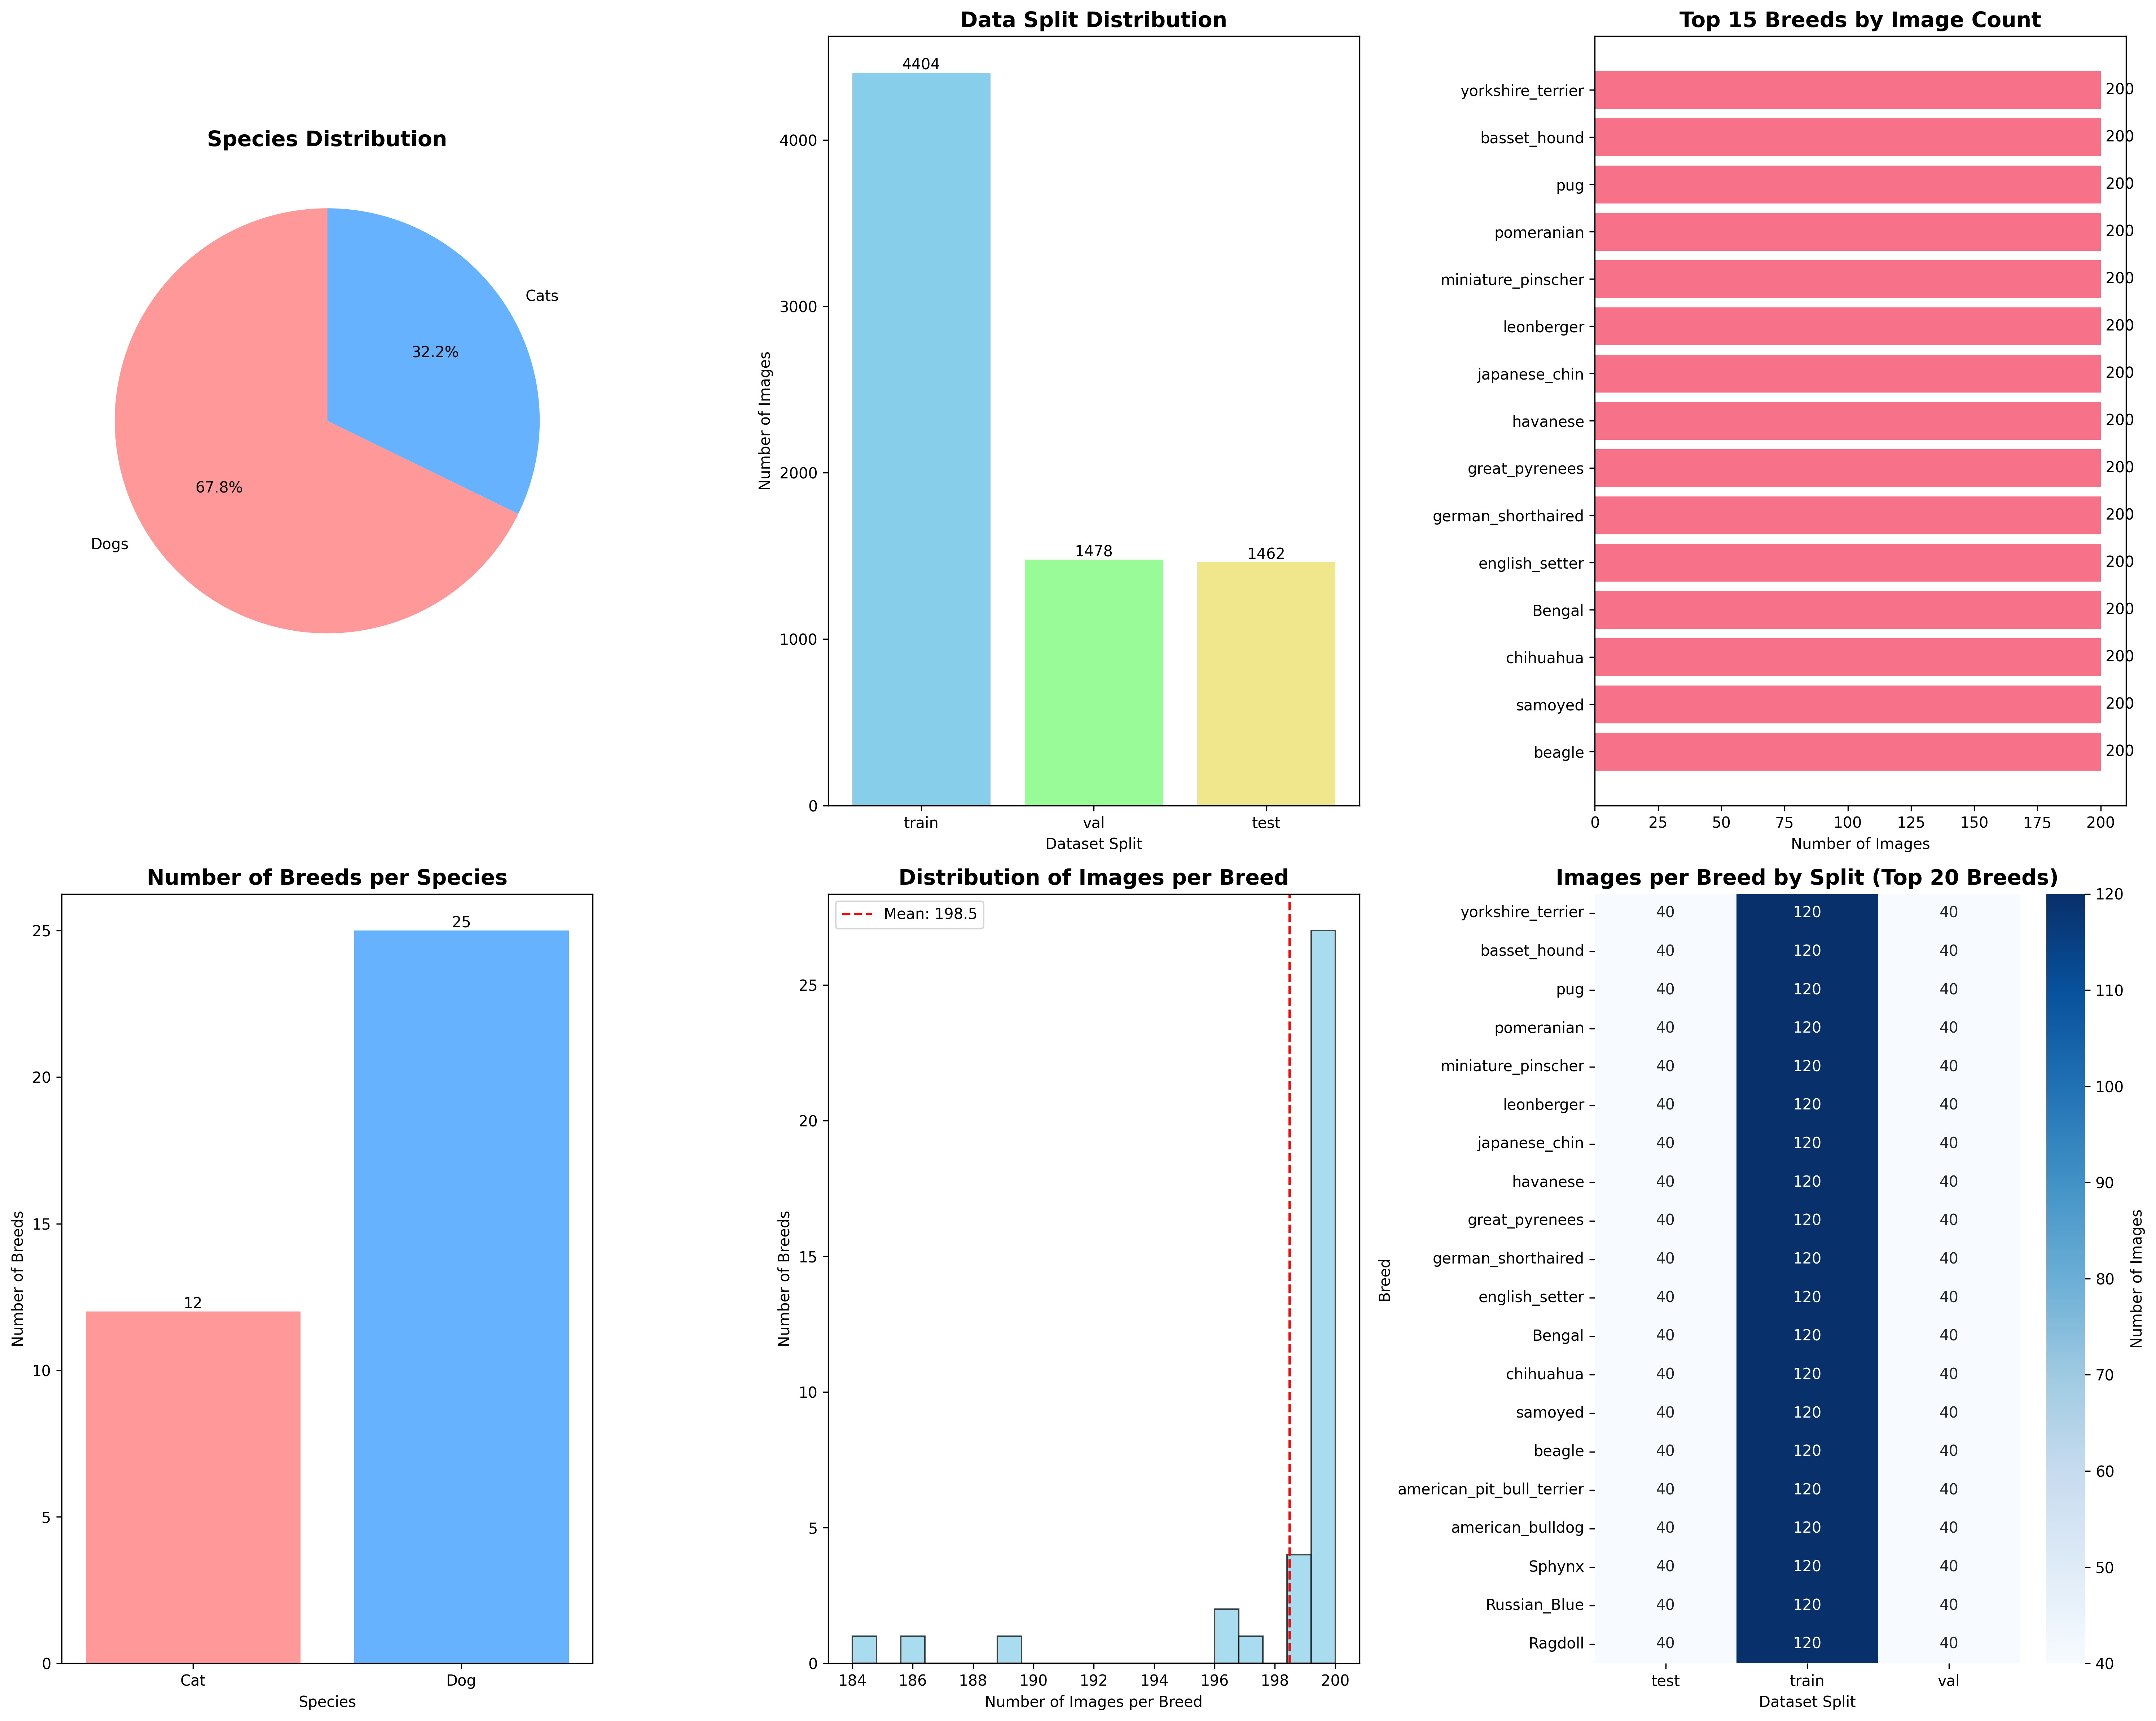 Species Distribution
Cats
32.2%
67.8%
Dogs
Data Split Distribution
4404
1478
1462
Number of Images
4000
3000
2000
1000
0
train
val
test
Dataset Split
Top 15 Breeds by Image Count
yorkshire_terrier
200
basset_hound
200
pug
200
pomeranian
200
miniature_pinscher
200
leonberger
200
japanese_chin
200
havanese
200
great_pyrenees
200
german_shorthaired
200
english_setter
200
Bengal
200
chihuahua
200
samoyed
200
beagle
200
0 25 50 75 100 125 150 175 200
Number of Images
Number of Breeds per Species
Number of Breeds
25
20
15
10
5
0
12
25
Cat
Dog
Species
Distribution of Images per Breed
Mean: 198.5
Number of Breeds
25
20
15
10
5
0
184 186 188 190 192 194 196 198 200
Number of Images per Breed
Images per Breed by Split (Top 20 Breeds)
Breed
yorkshire_terrier 40 120 40
basset_hound 40 120 40
pug 40 120 40
pomeranian 40 120 40
miniature_pinscher 40 120 40
leonberger 40 120 40
japanese_chin 40 120 40
havanese 40 120 40
great_pyrenees 40 120 40
german_shorthaired 40 120 40
english_setter 40 120 40
Bengal 40 120 40
chihuahua 40 120 40
samoyed 40 120 40
beagle 40 120 40
american_pit_bull_terrier 40 120 40
american_bulldog 40 120 40
Sphynx 40 120 40
Russian_Blue 40 120 40
Ragdoll 40 120 40
test train val
Dataset Split
120
110
100
90
80
70
60
50
40
Number of Images